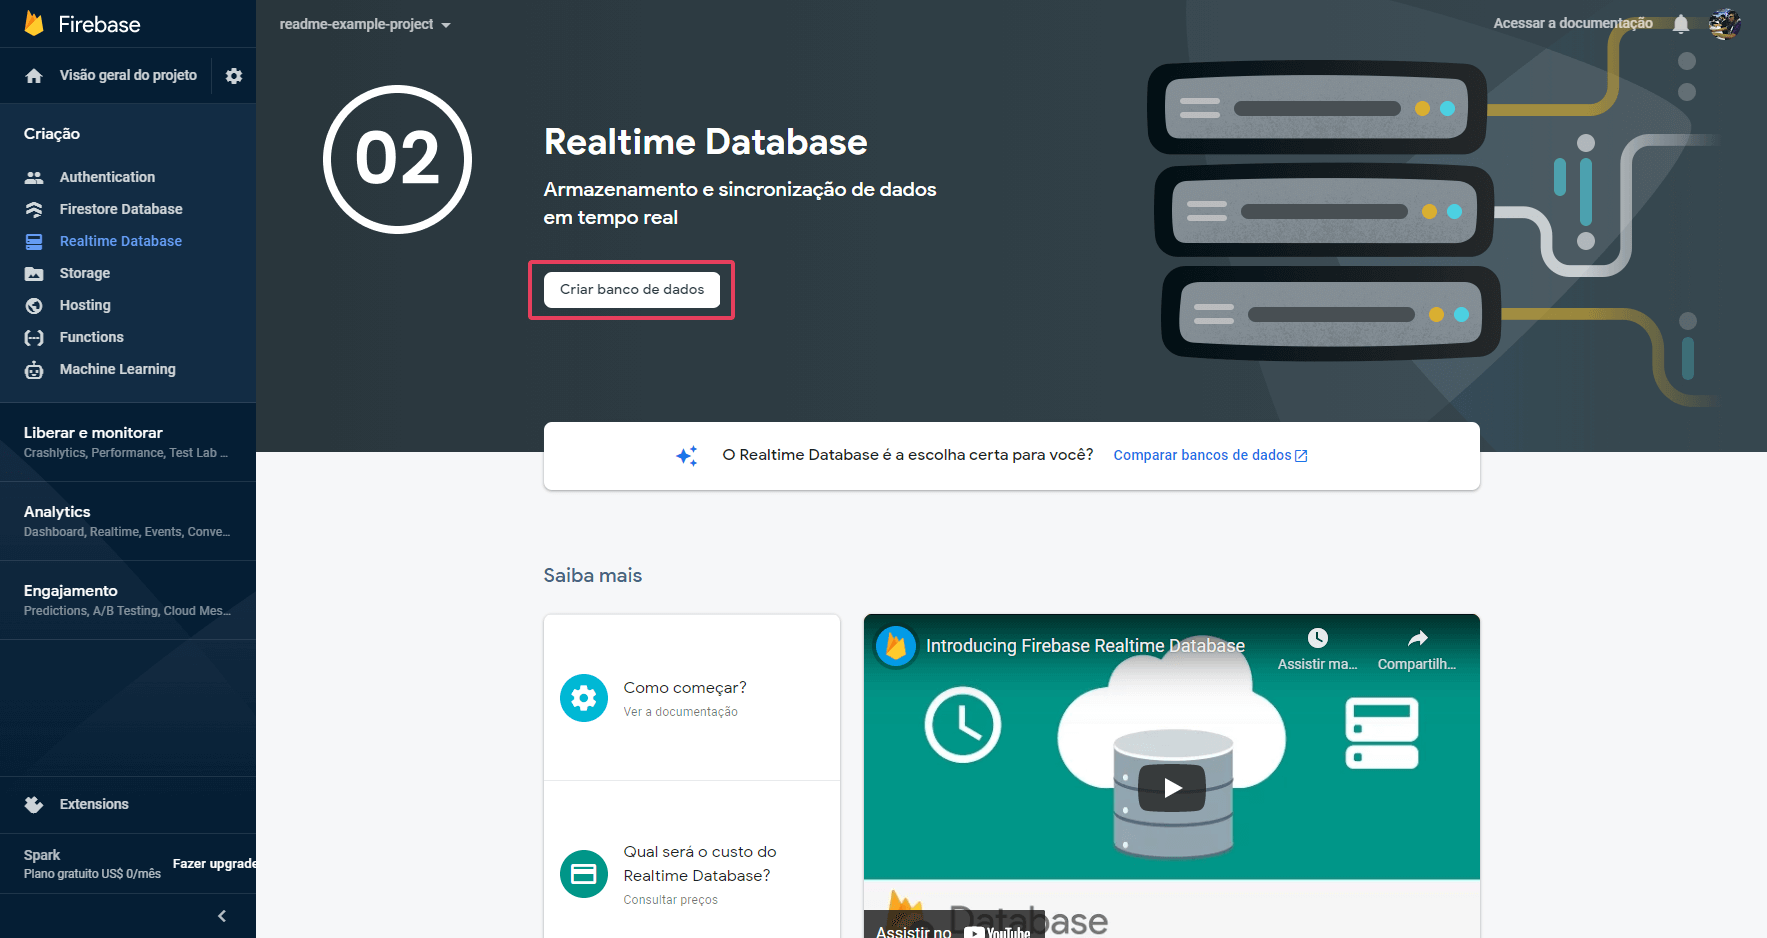 Firebase
readme-example-project
Acessar a documentação
Visão geral do projeto
Criação
Authentication
Firestore Database
Realtime Database
Storage
Hosting
Functions
Machine Learning
Liberar e monitorar
Crashlytics, Performance, Test Lab ...
Analytics
Dashboard, Realtime, Events, Conve...
Engajamento
Predictions, A/B Testing, Cloud Mes...
Extensions
Spark
Plano gratuito US$ 0/mês
Fazer upgrade
02
Realtime Database
Armazenamento e sincronização de dados
em tempo real
Criar banco de dados
O Realtime Database é a escolha certa para você?
Comparar bancos de dados
Saiba mais
Como começar?
Ver a documentação
Qual será o custo do
Realtime Database?
Consultar preços
Introducing Firebase Realtime Database
Assistir ma...
Compartilh...
Database
Assistir no
YouTube